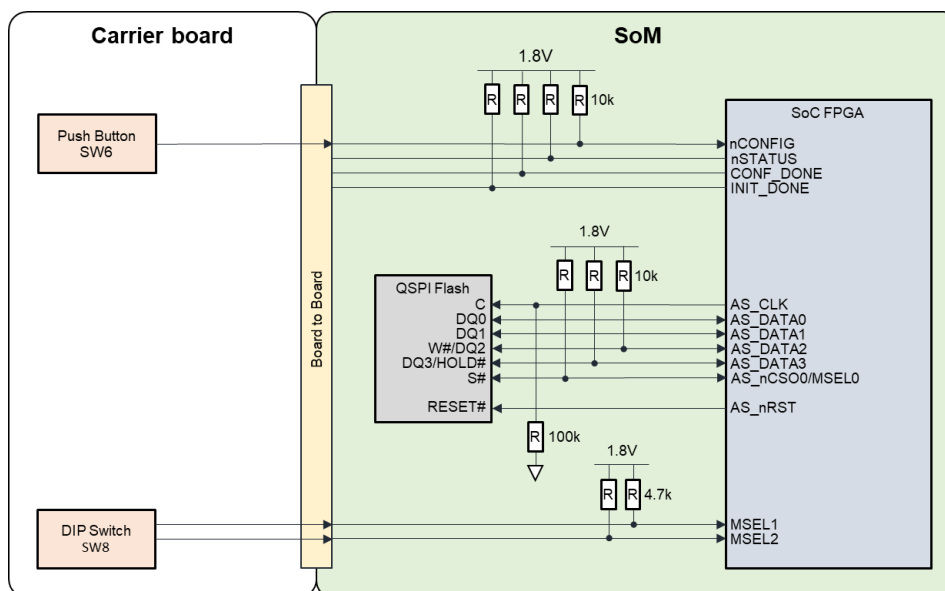 Carrier board
SoM
1.8V
R R R R 10k
SoC FPGA
Push Button
SW6
nCONFIG
nSTATUS
CONF_DONE
INIT_DONE
Board to Board
1.8V
R R R 10k
QSPI Flash
C
DQ0
DQ1
W#/DQ2
DQ3/HOLD#
S#
RESET#
AS_CLK
AS_DATA0
AS_DATA1
AS_DATA2
AS_DATA3
AS_nCSO0/MSEL0
AS_nRST
R 100k
1.8V
R R 4.7k
DIP Switch
SW8
MSEL1
MSEL2